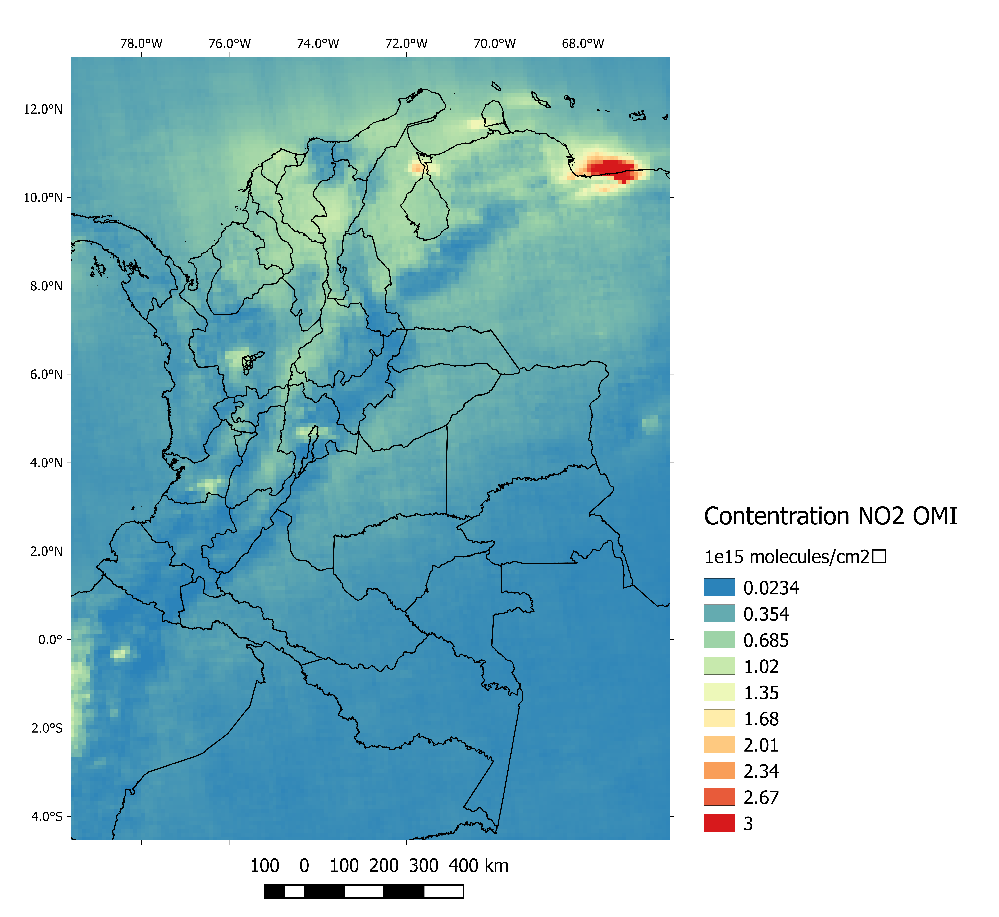 78.0°W 76.0°W 74.0°W 72.0°W 70.0°W 68.0°W
12.0°N
10.0°N
8.0°N
6.0°N
4.0°N
2.0°N
0.0°
2.0°S
4.0°S
Contentration NO2 OMI
1e15 molecules/cm2□
0.0234
0.354
0.685
1.02
1.35
1.68
2.01
2.34
2.67
3
100 0 100 200 300 400 km